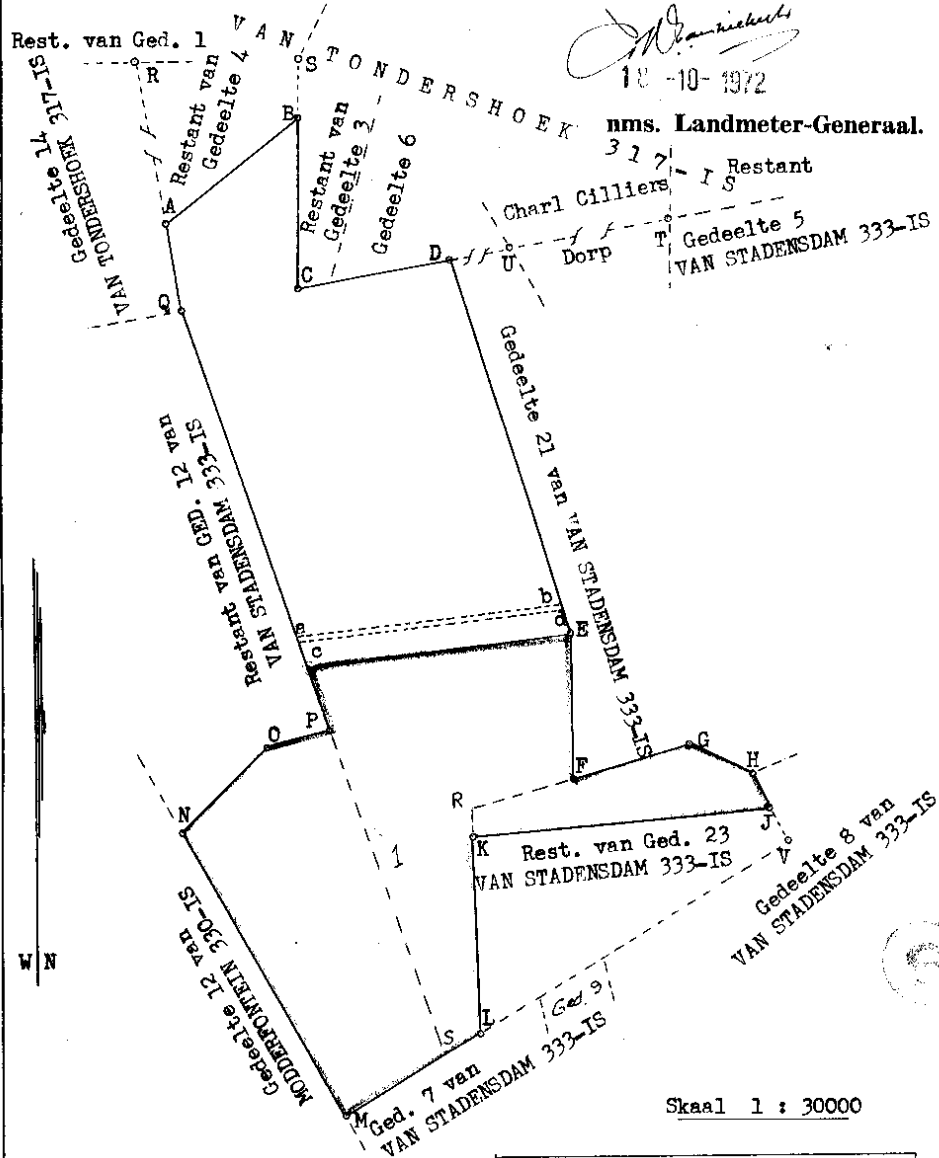 Rest. van Ged. 1
R
VAN TONDERSHOEK
317-IS
S
18 -10- 1972
nms. Landmeter-Generaal.
Gedeelte 14
VAN TONDERSHOEK 317-IS
Restant van
Gedeelte 4
B
Restant van
Gedeelte 3
Gedeelte 6
A
Q
C
D
U
T
Charl Cilliers
Dorp
Restant
Gedeelte 5
VAN STADENSDAM 333-IS
Gedeelte 21 van VAN STADENSDAM 333-IS
Restant van GED. 12 van
VAN STADENSDAM 333-IS
a
b
c
d
E
P
O
N
F
G
H
J
V
R
K
Rest. van Ged. 23
VAN STADENSDAM 333-IS
Gedeelte 8 van
VAN STADENSDAM 333-IS
1
W N
Gedeelte 12 van
MODDERFONTEIN 330-IS
S
L
Ged. 9
M
Ged. 7 van
VAN STADENSDAM 333-IS
Skaal 1 : 30000